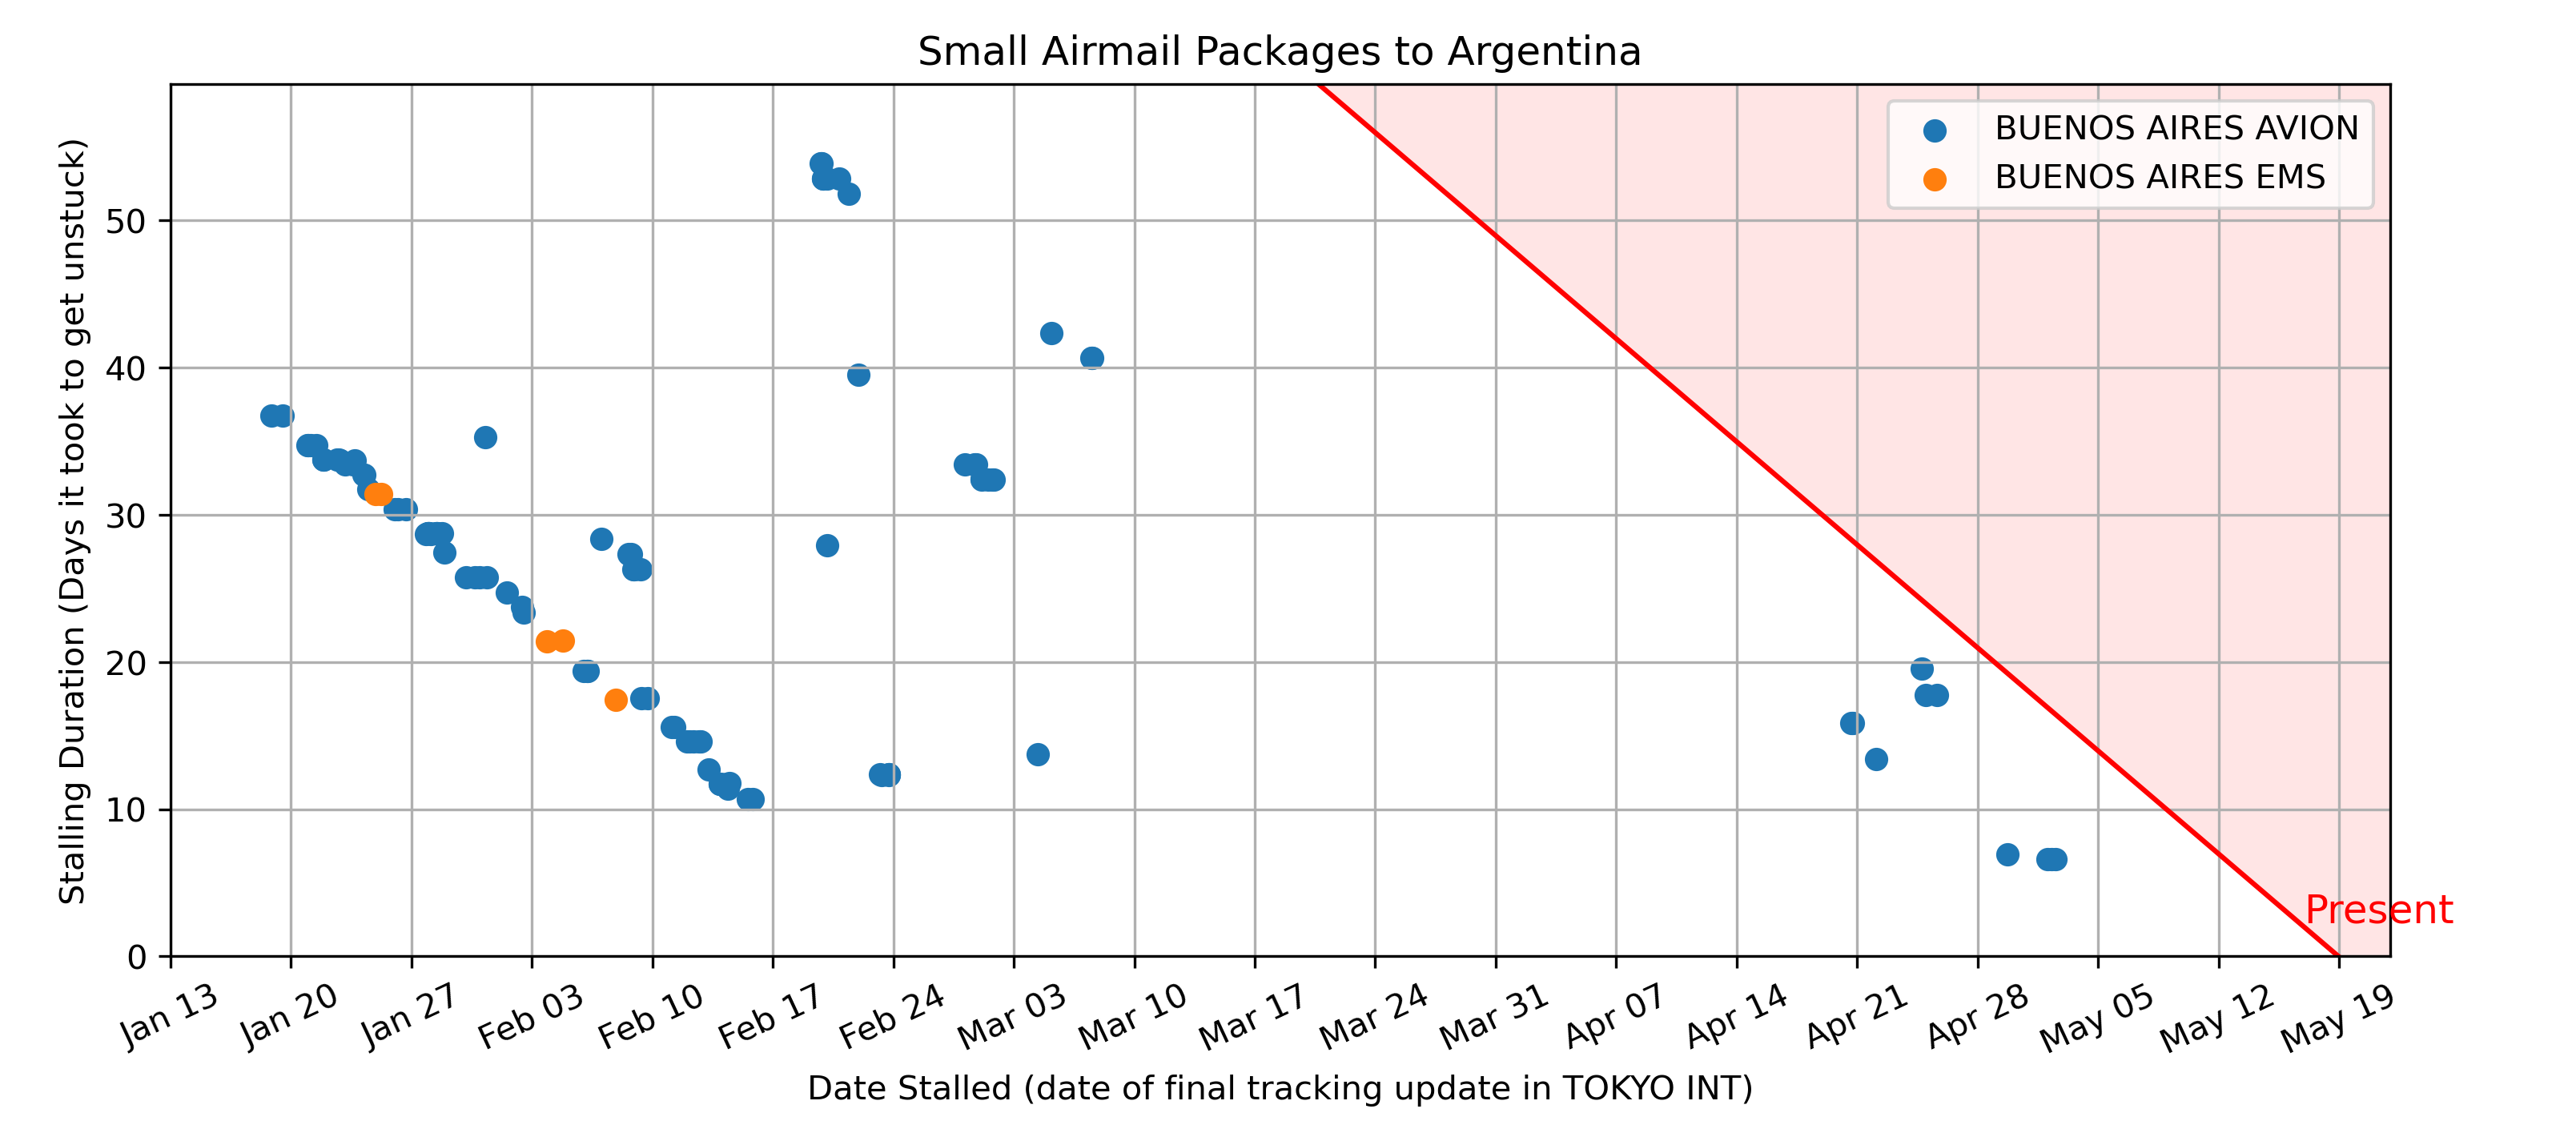 Small Airmail Packages to Argentina
BUENOS AIRES AVION
BUENOS AIRES EMS
Stalling Duration (Days it took to get unstuck)
50
40
30
20
10
0
Present
Jan 13
Jan 20
Jan 27
Feb 03
Feb 10
Feb 17
Feb 24
Mar 03
Mar 10
Mar 17
Mar 24
Mar 31
Apr 07
Apr 14
Apr 21
Apr 28
May 05
May 12
May 19
Date Stalled (date of final tracking update in TOKYO INT)